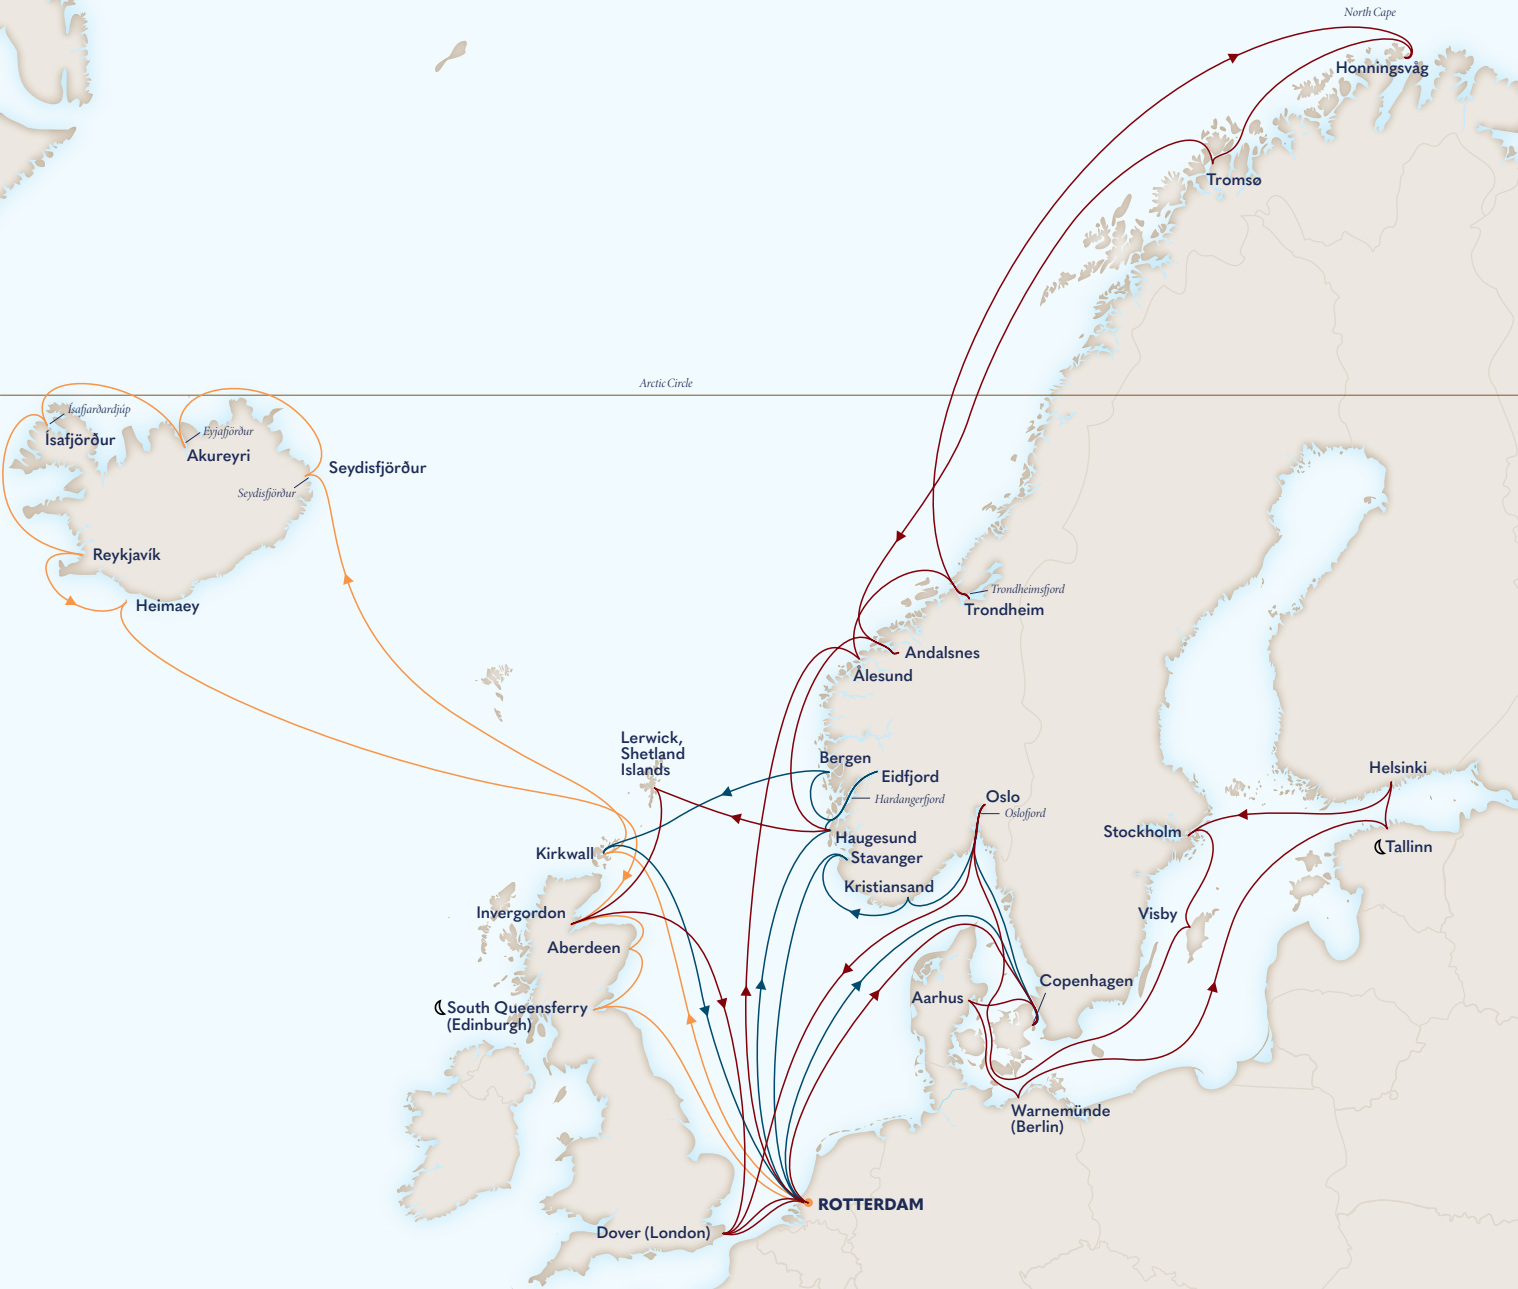 North Cape
Honningsvåg
Tromsø
Arctic Circle
Ísafjarðardjúp
Ísafjörður
Eyjafjörður
Akureyri
Seydisfjörður
Seydisfjörður
Reykjavík
Heimaey
Trondheimsfjord
Trondheim
Andalsnes
Ålesund
Lerwick,
Shetland
Islands
Bergen
Eidfjord
Hardangerfjord
Helsinki
Oslo
Oslofjord
Stockholm
Haugesund
Tallinn
Kirkwall
Stavanger
Kristiansand
Invergordon
Visby
Aberdeen
Copenhagen
Aarhus
South Queensferry
(Edinburgh)
Warnemünde
(Berlin)
ROTTERDAM
Dover (London)